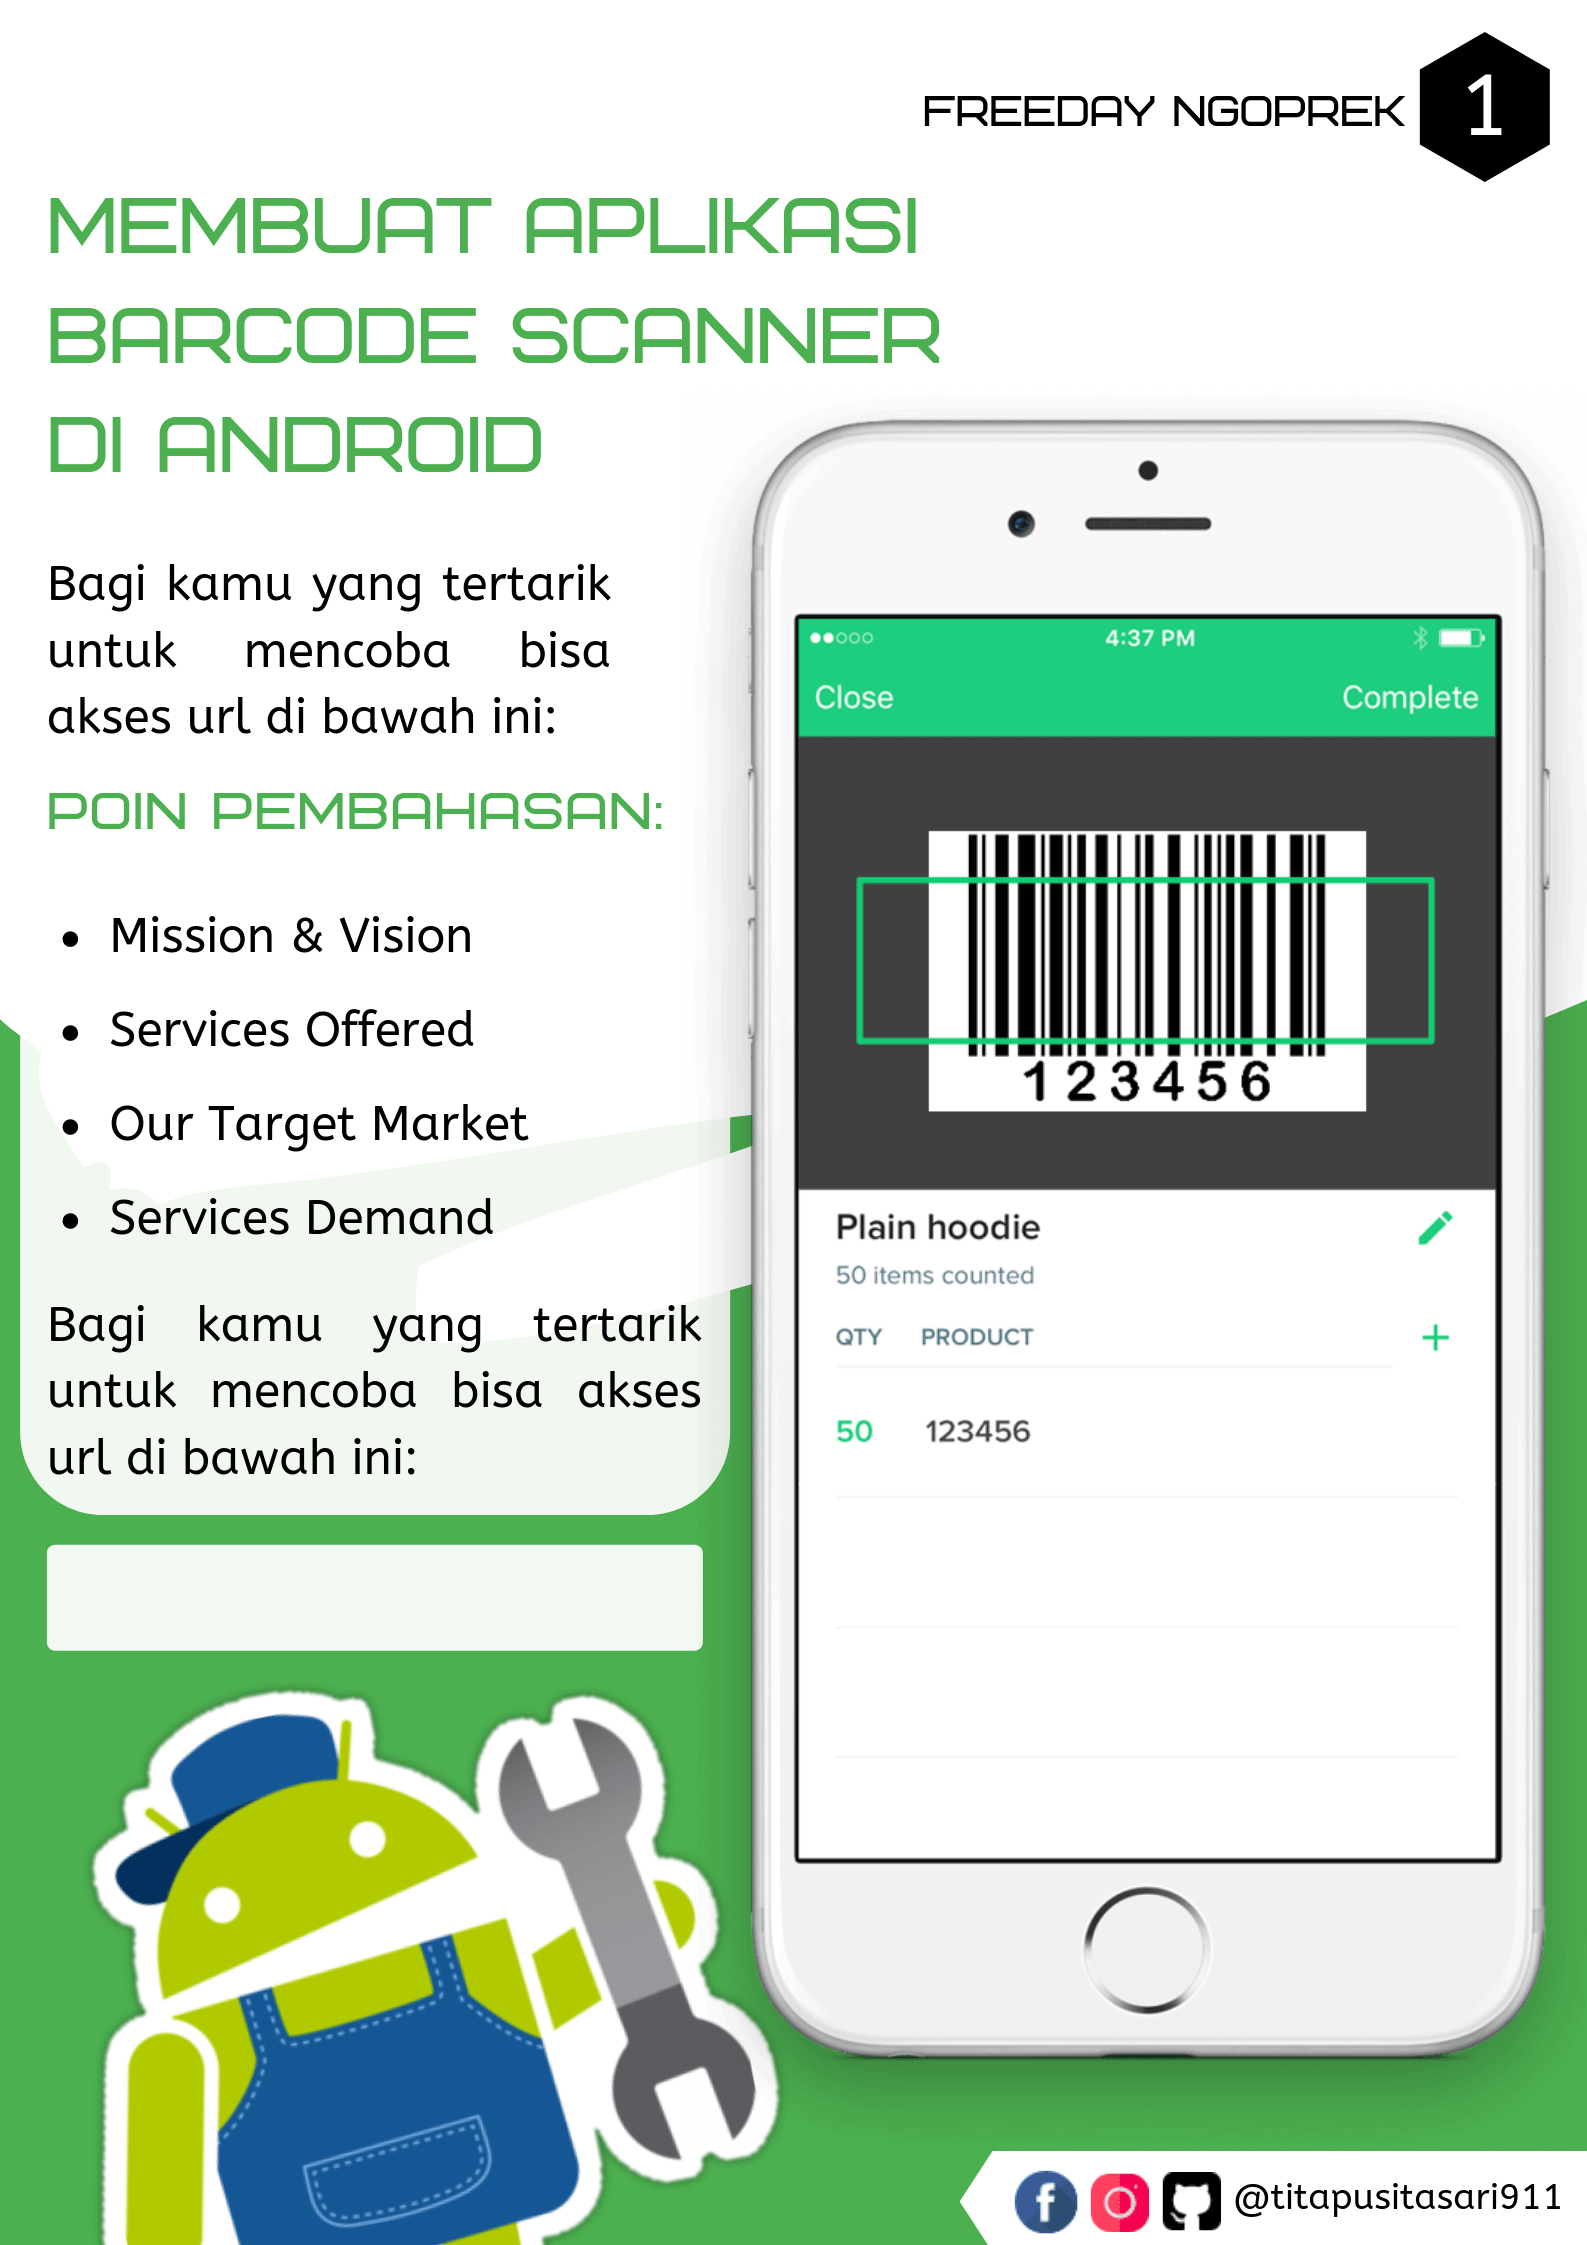 FREEDAY NGOPREK 1
MEMBUAT APLIKASI
BARCODE SCANNER
DI ANDROID
Bagi kamu yang tertarik
untuk mencoba bisa
akses url di bawah ini:
POIN PEMBAHASAN:
• Mission & Vision
• Services Offered
• Our Target Market
• Services Demand
Bagi kamu yang tertarik
untuk mencoba bisa akses
url di bawah ini:
4:37 PM
Close Complete
123456
Plain hoodie
50 items counted
QTY PRODUCT +
50 123456
@titapusitasari911